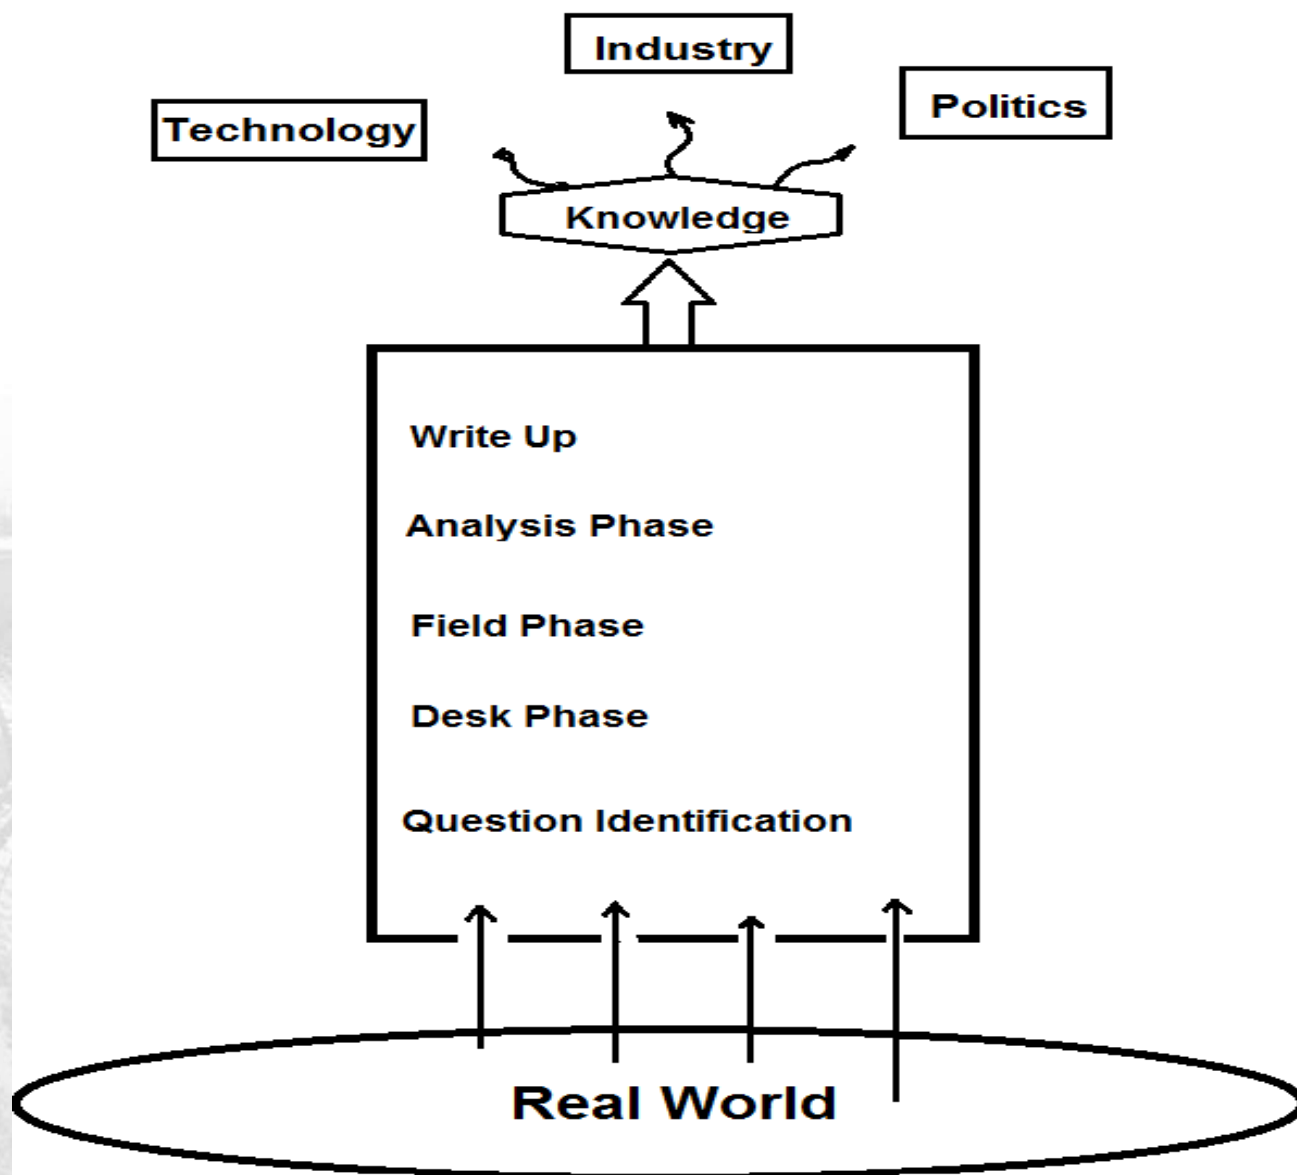 Industry
Politics
Technology
Knowledge
Write Up
Analysis Phase
Field Phase
Desk Phase
Question Identification
Real World